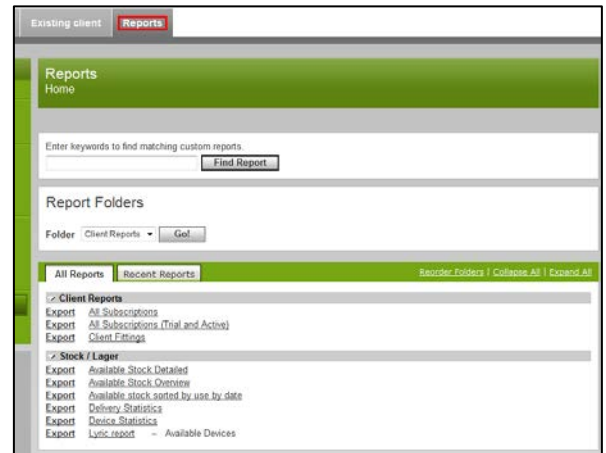 Existing client Reports
Reports
Home
Enter keywords to find matching custom reports.
Find Report
Report Folders
Folder Client Reports Go!
All Reports Recent Reports Reorder Folders | Collapse All | Expand All
Client Reports
Export All Subscriptions
Export All Subscriptions (Trial and Active)
Export Client Fittings
Stock / Lager
Export Available Stock Detailed
Export Available Stock Overview
Export Available stock sorted by use by date
Export Delivery Statistics
Export Device Statistics
Export Lyric report – Available Devices